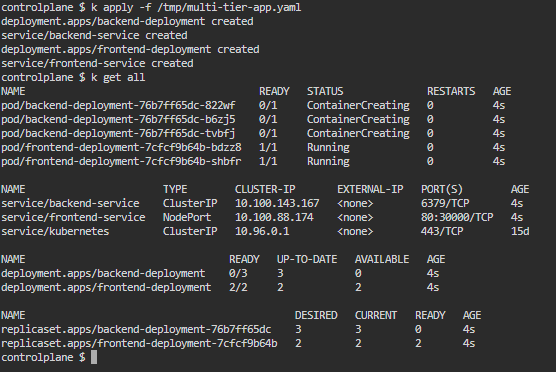 controlplane $ k apply -f /tmp/multi-tier-app.yaml
deployment.apps/backend-deployment created
service/backend-service created
deployment.apps/frontend-deployment created
service/frontend-service created
controlplane $ k get all
NAME READY STATUS RESTARTS AGE
pod/backend-deployment-76b7ff65dc-822wf 0/1 ContainerCreating 0 4s
pod/backend-deployment-76b7ff65dc-b6zj5 0/1 ContainerCreating 0 4s
pod/backend-deployment-76b7ff65dc-tvbfj 0/1 ContainerCreating 0 4s
pod/frontend-deployment-7cfcf9b64b-bdzz8 1/1 Running 0 4s
pod/frontend-deployment-7cfcf9b64b-shbfr 1/1 Running 0 4s
NAME TYPE CLUSTER-IP EXTERNAL-IP PORT(S) AGE
service/backend-service ClusterIP 10.100.143.167 <none> 6379/TCP 4s
service/frontend-service NodePort 10.100.88.174 <none> 80:30000/TCP 4s
service/kubernetes ClusterIP 10.96.0.1 <none> 443/TCP 15d
NAME READY UP-TO-DATE AVAILABLE AGE
deployment.apps/backend-deployment 0/3 3 0 4s
deployment.apps/frontend-deployment 2/2 2 2 4s
NAME DESIRED CURRENT READY AGE
replicaset.apps/backend-deployment-76b7ff65dc 3 3 0 4s
replicaset.apps/frontend-deployment-7cfcf9b64b 2 2 2 4s
controlplane $